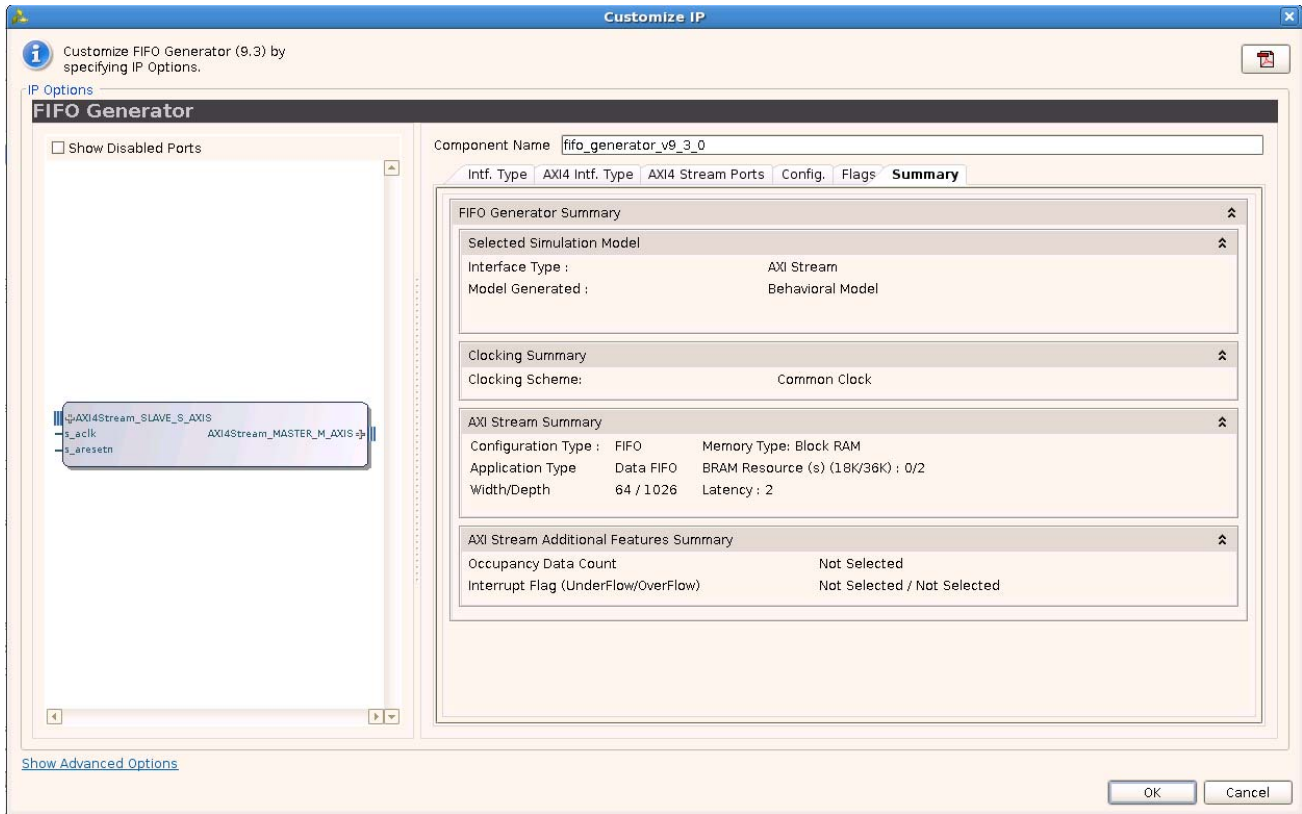 Customize IP
Customize FIFO Generator (9.3) by
specifying IP Options.
IP Options
FIFO Generator
Show Disabled Ports
AXI4Stream_SLAVE_S_AXIS
s_aclk
AXI4Stream_MASTER_M_AXIS
s_aresetn
Component Name fifo_generator_v9_3_0
Intf. Type AXI4 Intf. Type AXI4 Stream Ports Config. Flags Summary
FIFO Generator Summary
Selected Simulation Model
Interface Type : AXI Stream
Model Generated : Behavioral Model
Clocking Summary
Clocking Scheme: Common Clock
AXI Stream Summary
Configuration Type : FIFO Memory Type: Block RAM
Application Type Data FIFO BRAM Resource (s) (18K/36K) : 0/2
Width/Depth 64 / 1026 Latency : 2
AXI Stream Additional Features Summary
Occupancy Data Count Not Selected
Interrupt Flag (UnderFlow/OverFlow) Not Selected / Not Selected
Show Advanced Options
OK Cancel